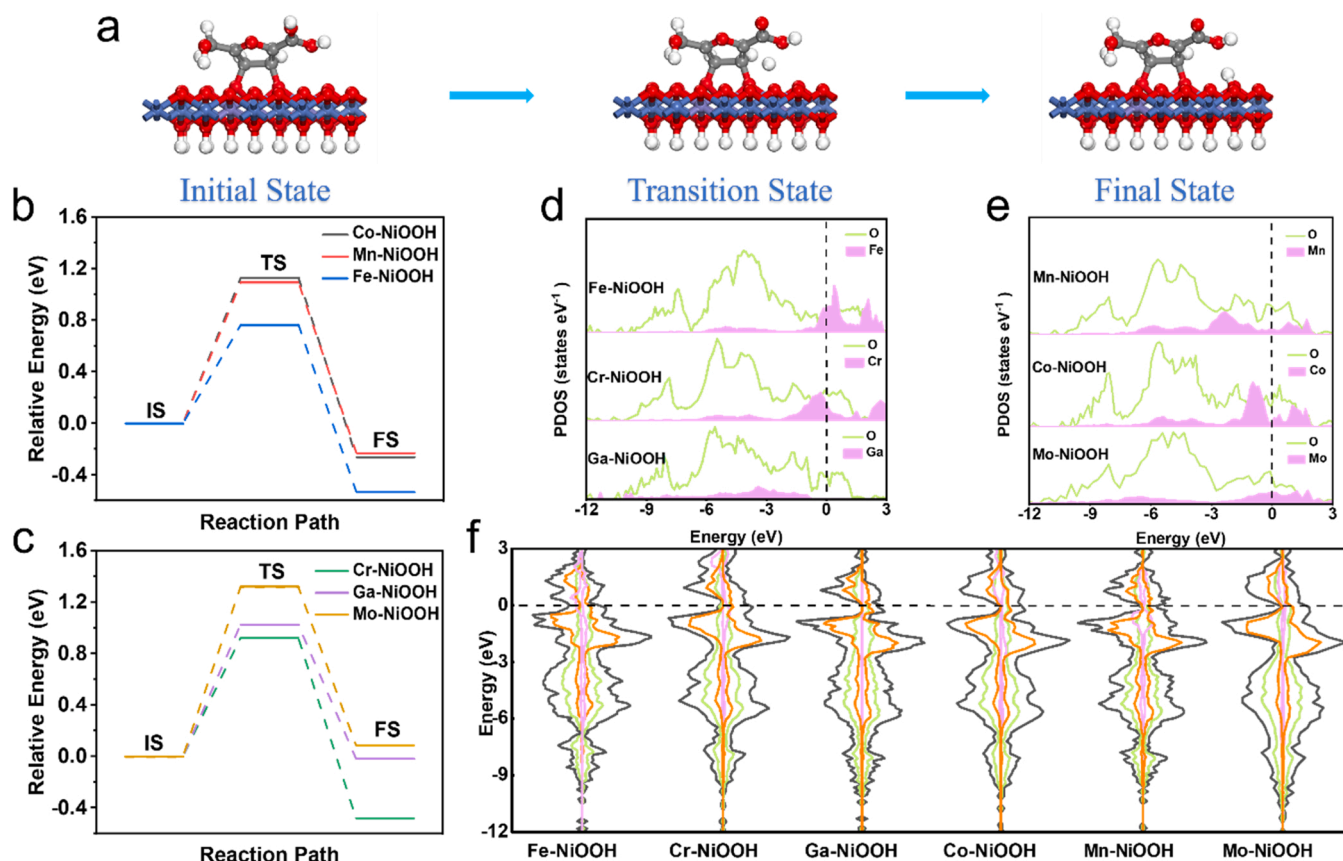 a
Initial State
Transition State
Final State
b
1.6
1.2
0.8
0.4
0.0
-0.4
Relative Energy (eV)
Co-NiOOH
Mn-NiOOH
Fe-NiOOH
TS
IS
FS
Reaction Path
c
1.6
1.2
0.8
0.4
0.0
-0.4
Relative Energy (eV)
Cr-NiOOH
Ga-NiOOH
Mo-NiOOH
TS
IS
FS
Reaction Path
d
PDOS (states eV-1)
O
Fe
Fe-NiOOH
-12 -9 -6 -3 0 3
O
Cr
Cr-NiOOH
O
Ga
Ga-NiOOH
-12 -9 -6 -3 0 3
Energy (eV)
e
PDOS (states eV-1)
O
Mn
Mn-NiOOH
O
Co
Co-NiOOH
O
Mo
Mo-NiOOH
-12 -9 -6 -3 0 3
Energy (eV)
f
3
0
-3
-6
-9
-12
Energy (eV)
Fe-NiOOH Cr-NiOOH Ga-NiOOH Co-NiOOH Mn-NiOOH Mo-NiOOH